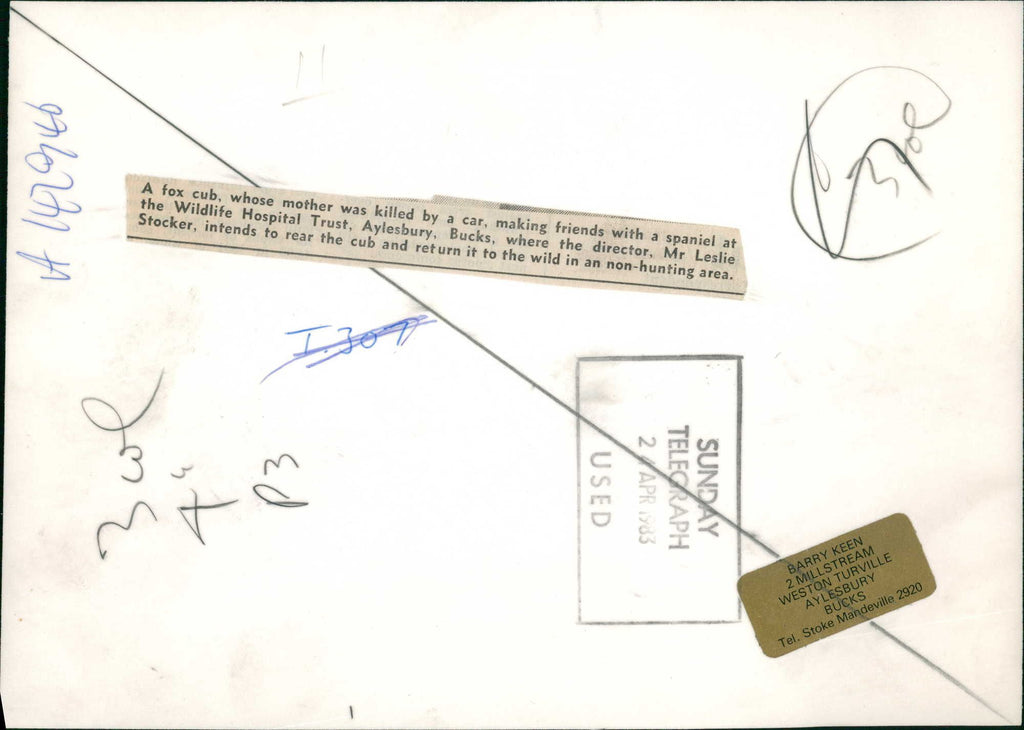 A fox cub, whose mother was killed by a car, making friends with a spaniel at
the Wildlife Hospital Trust, Aylesbury, Bucks, where the director, Mr Leslie
Stocker, intends to rear the cub and return it to the wild in an non-hunting area.
I.307
SUNDAY
TELEGRAPH
24 APR 1983
USED
BARRY KEEN
2 MILLSTREAM
WESTON TURVILLE
AYLESBURY
BUCKS
Tel. Stoke Mandeville 2920
P3